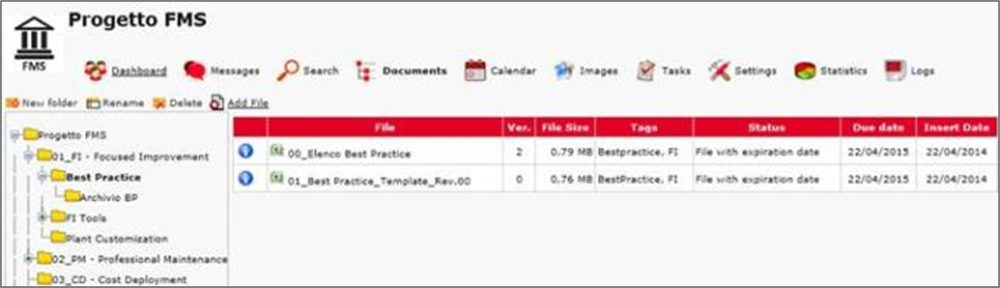 Progetto FMS
FMS
Dashboard Messages Search Documents Calendar Images Tasks Settings Statistics Logs
New folder Rename Delete Add File
File Ver. File Size Tags Status Due date Insert Date
00_Elenco Best Practice 2 0.79 MB Bestpractice, FI File with expiration date 22/04/2015 22/04/2014
01_Best Practice_Template_Rev.00 0 0.76 MB BestPractice, FI File with expiration date 22/04/2015 22/04/2014
Progetto FMS
01_FI - Focused Improvement
Best Practice
Archivio BP
FI Tools
Plant Customization
02_PM - Professional Maintenance
03_CD - Cost Deployment